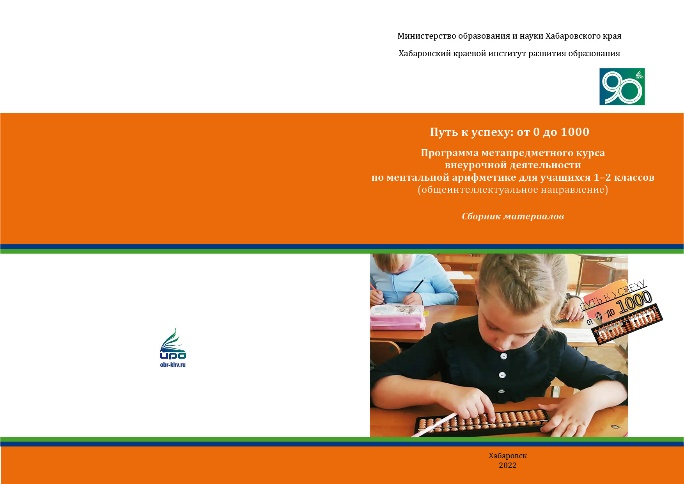 Министерство образования и науки Хабаровского края
Хабаровский краевой институт развития образования
90
Путь к успеху: от 0 до 1000
Программа метапредметного курса
внеурочной деятельности
по ментальной арифметике для учащихся 1–2 классов
(общеинтеллектуальное направление)
Сборник материалов
ПУТЬ К УСПЕХУ
от 0 до 1000
ИРО
obr-khv.ru
Хабаровск
2022